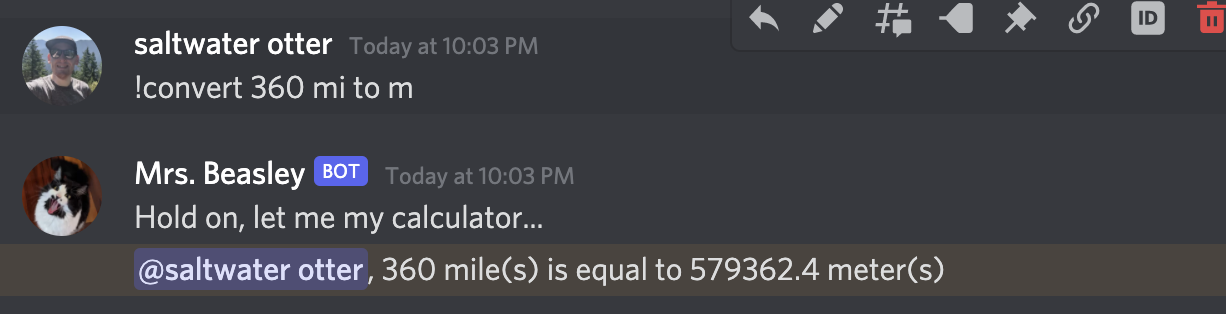 saltwater otter Today at 10:03 PM
!convert 360 mi to m
ID
Mrs. Beasley BOT Today at 10:03 PM
Hold on, let me my calculator...
@saltwater otter, 360 mile(s) is equal to 579362.4 meter(s)